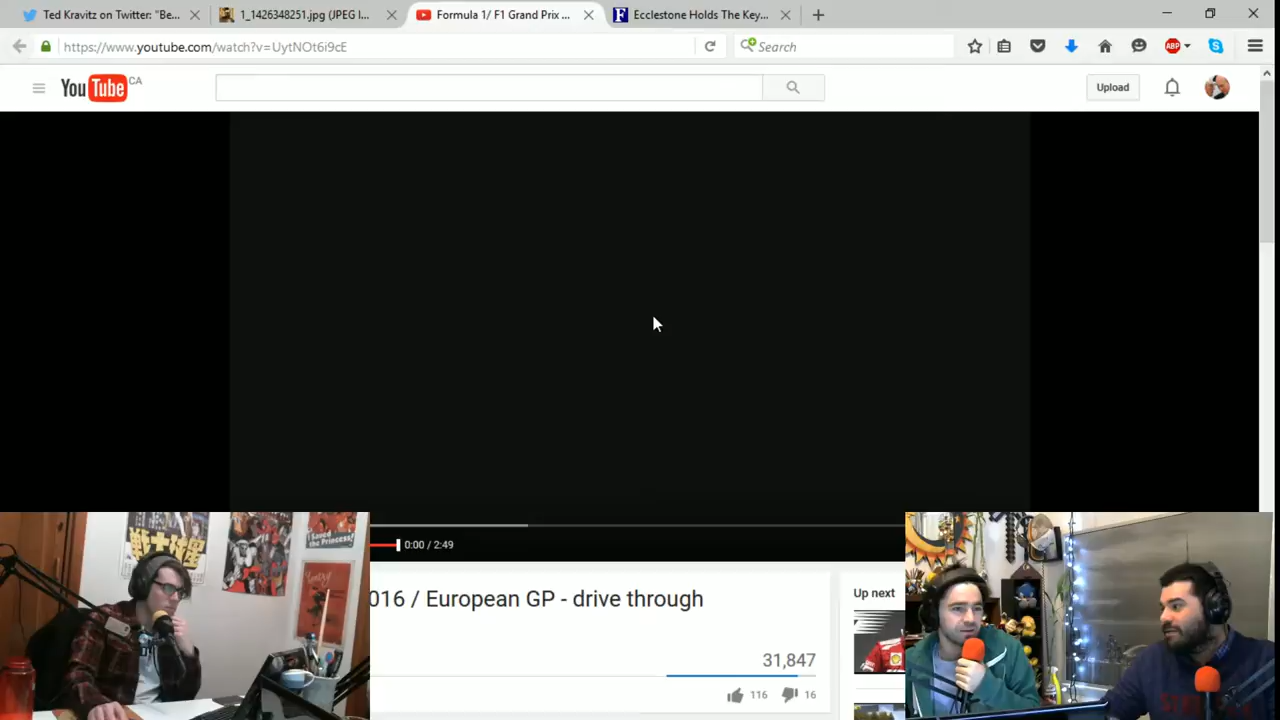 Ted Kravitz on Twitter: "Be...
1_1426348251.jpg (JPEG I...
Formula 1/ F1 Grand Prix ...
Ecclestone Holds The Key...
https://www.youtube.com/watch?v=UytNOt6i9cE
Search
ABP
YouTube CA
Upload
0:00 / 2:49
016 / European GP - drive through
Up next
31,847
116
16
I Saved
the Princess!